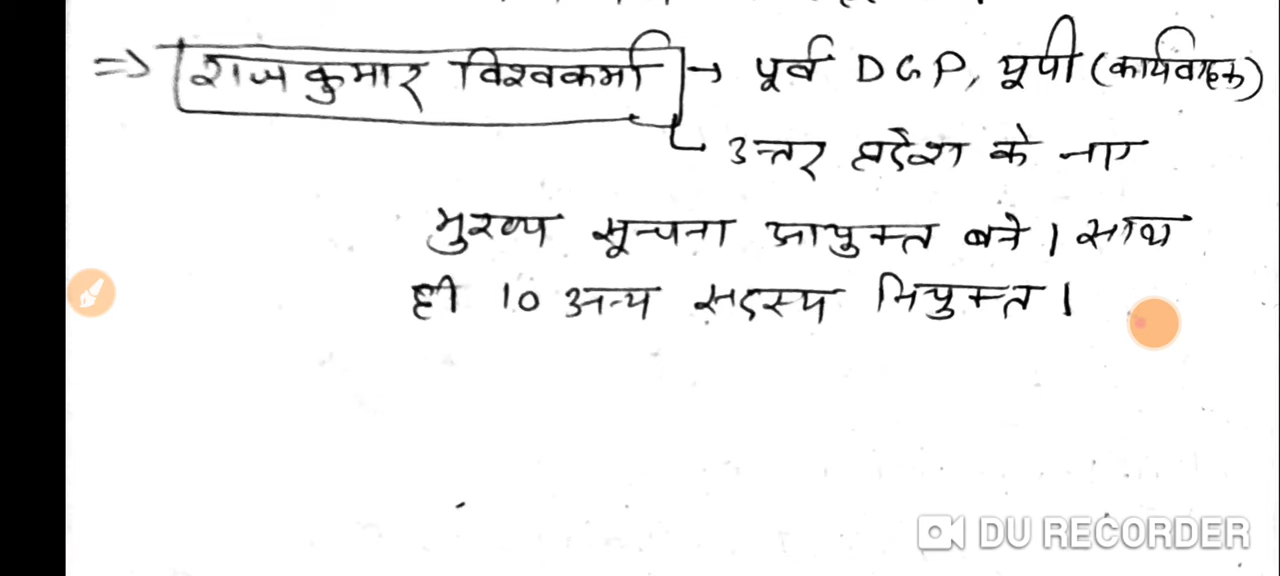 => राजकुमार विश्वकर्मा → पूर्व DGP, यूपी (कार्यवाहक)
उत्तर प्रदेश के नए
मुख्य सूचना आयुक्त बने । साथ
ही 10 अन्य सदस्य नियुक्त ।
DU RECORDER